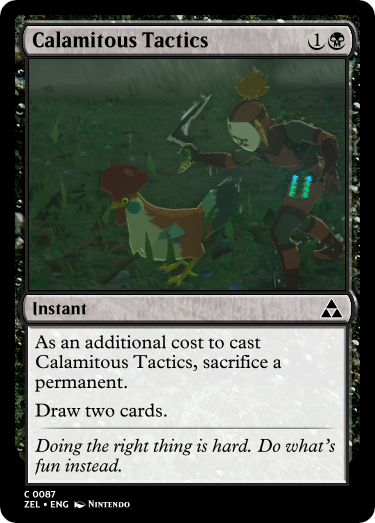 Calamitous Tactics 1
Instant
As an additional cost to cast
Calamitous Tactics, sacrifice a
permanent.
Draw two cards.
Doing the right thing is hard. Do what's
fun instead.
C 0087
ZEL • ENG Nintendo